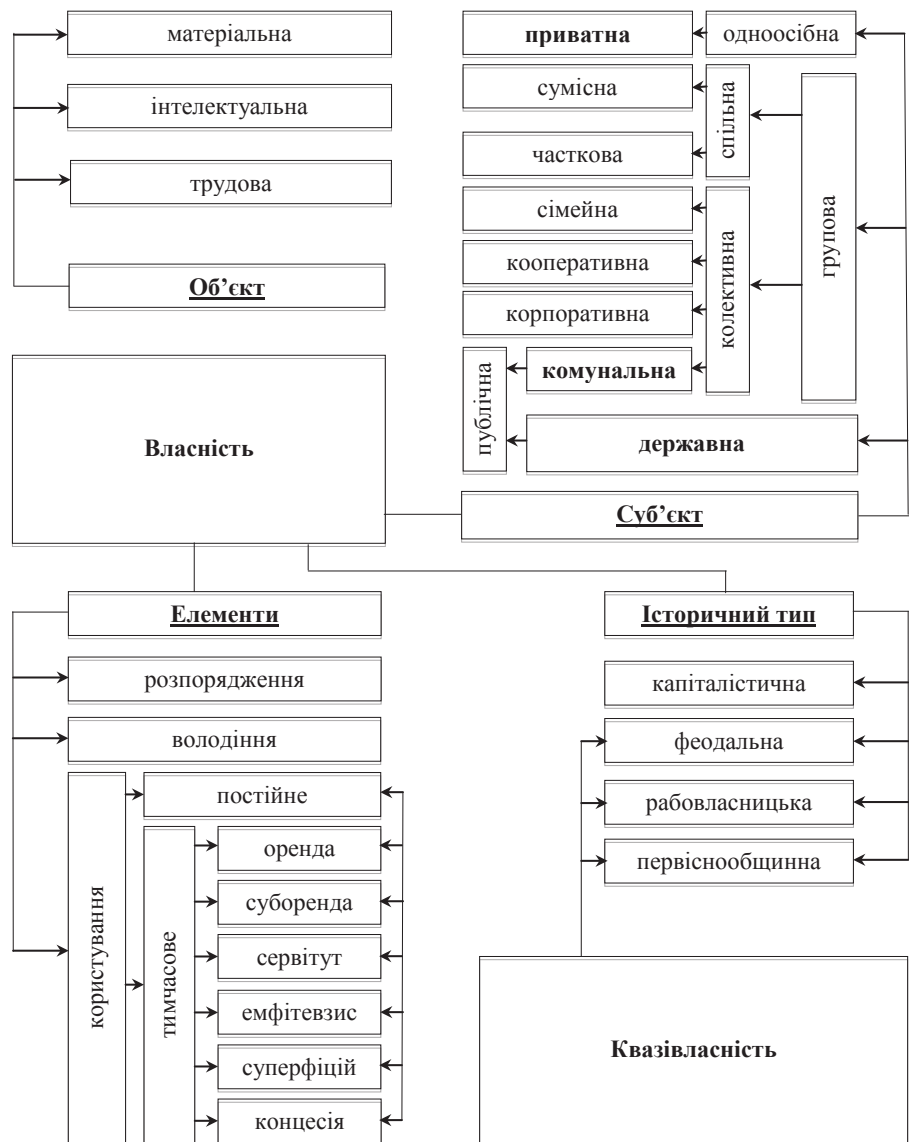 матеріальна
інтелектуальна
трудова
Об’єкт
приватна
одноосібна
сумісна
часткова
спільна
сімейна
кооперативна
корпоративна
комунальна
колективна
групова
публічна
державна
Власність
Суб’єкт
Елементи
розпорядження
володіння
користування
постійне
тимчасове
оренда
суборенда
сервітут
емфітевзис
суперфіцій
концесія
Історичний тип
капіталістична
феодальна
рабовласницька
первіснообщинна
Квазівласність